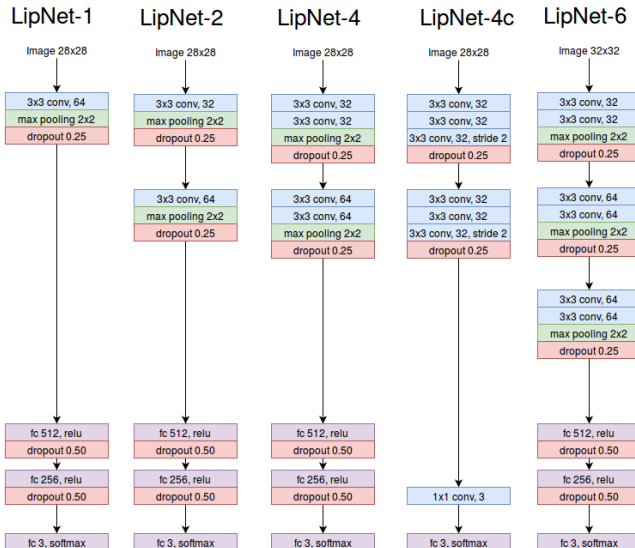 LipNet-1
Image 28x28
3x3 conv, 64
max pooling 2x2
dropout 0.25
fc 512, relu
dropout 0.50
fc 256, relu
dropout 0.50
fc 3, softmax
LipNet-2
Image 28x28
3x3 conv, 32
max pooling 2x2
dropout 0.25
3x3 conv, 64
max pooling 2x2
dropout 0.25
fc 512, relu
dropout 0.50
fc 256, relu
dropout 0.50
fc 3, softmax
LipNet-4
Image 28x28
3x3 conv, 32
3x3 conv, 32
max pooling 2x2
dropout 0.25
3x3 conv, 64
3x3 conv, 64
max pooling 2x2
dropout 0.25
fc 512, relu
dropout 0.50
fc 256, relu
dropout 0.50
fc 3, softmax
LipNet-4c
Image 28x28
3x3 conv, 32
3x3 conv, 32
3x3 conv, 32, stride 2
dropout 0.25
3x3 conv, 32
3x3 conv, 32
3x3 conv, 32, stride 2
dropout 0.25
1x1 conv, 3
fc 3, softmax
LipNet-6
Image 32x32
3x3 conv, 32
3x3 conv, 32
max pooling 2x2
dropout 0.25
3x3 conv, 64
3x3 conv, 64
max pooling 2x2
dropout 0.25
3x3 conv, 64
3x3 conv, 64
max pooling 2x2
dropout 0.25
fc 512, relu
dropout 0.50
fc 256, relu
dropout 0.50
fc 3, softmax